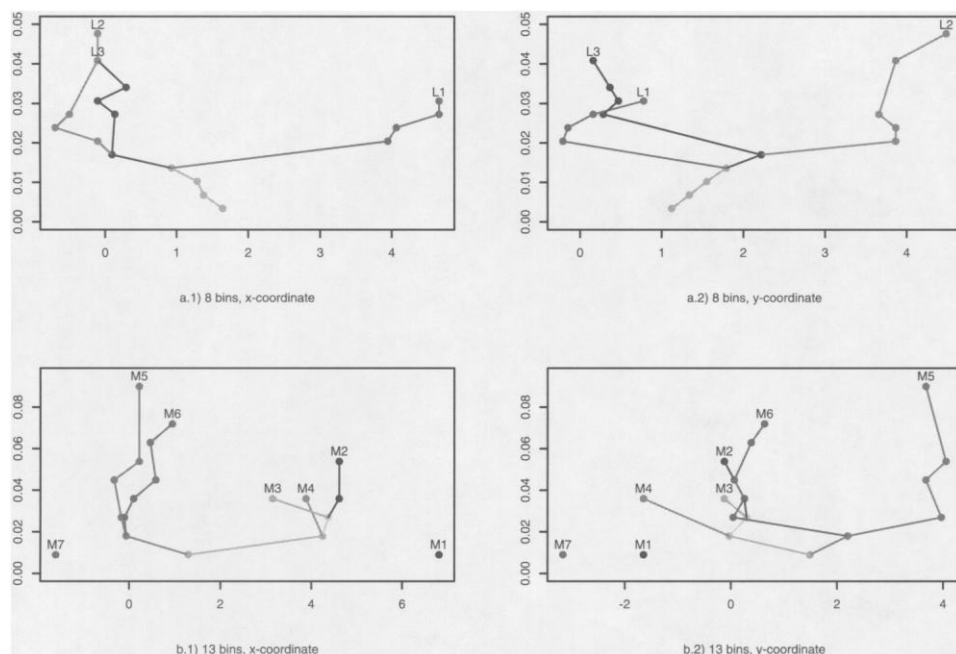 0.05
0.04
0.03
0.02
0.01
0.00
L2
L3
L1
0 1 2 3 4
a.1) 8 bins, x-coordinate
0.05
0.04
0.03
0.02
0.01
0.00
L2
L3
L1
0 1 2 3 4
a.2) 8 bins, y-coordinate
0.08
0.06
0.04
0.02
0.00
M5
M6
M2
M3 M4
M7 M1
0 2 4 6
b.1) 13 bins, x-coordinate
0.08
0.06
0.04
0.02
0.00
M5
M6
M2
M4 M3
M7 M1
-2 0 2 4
b.2) 13 bins, y-coordinate